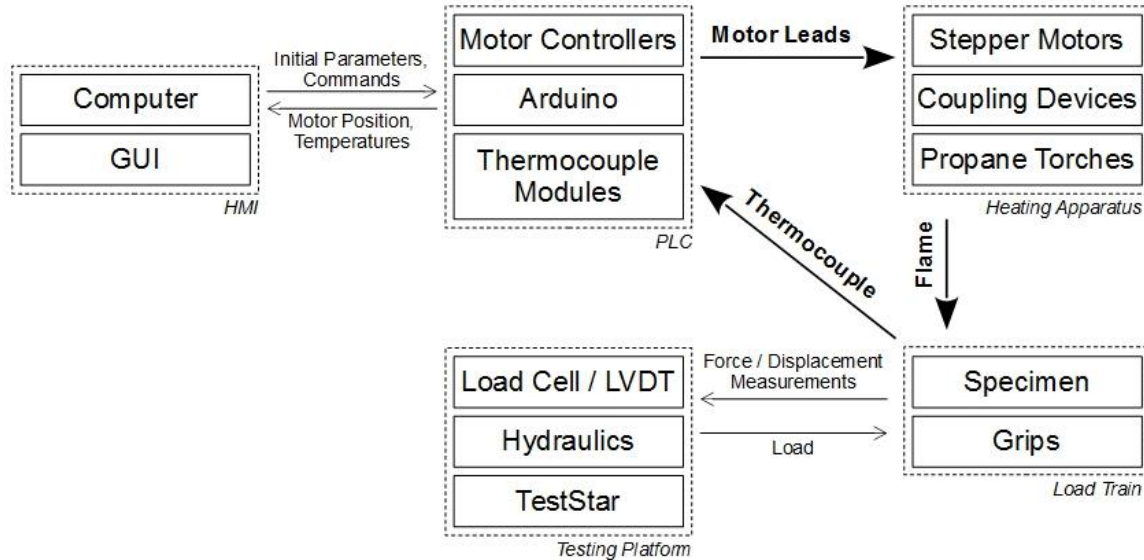 Computer
GUI
HMI
Initial Parameters,
Commands
Motor Position,
Temperatures
Motor Controllers
Arduino
Thermocouple
Modules
PLC
Motor Leads
Stepper Motors
Coupling Devices
Propane Torches
Heating Apparatus
Thermocouple
Flame
Load Cell / LVDT
Hydraulics
TestStar
Testing Platform
Force / Displacement
Measurements
Load
Specimen
Grips
Load Train